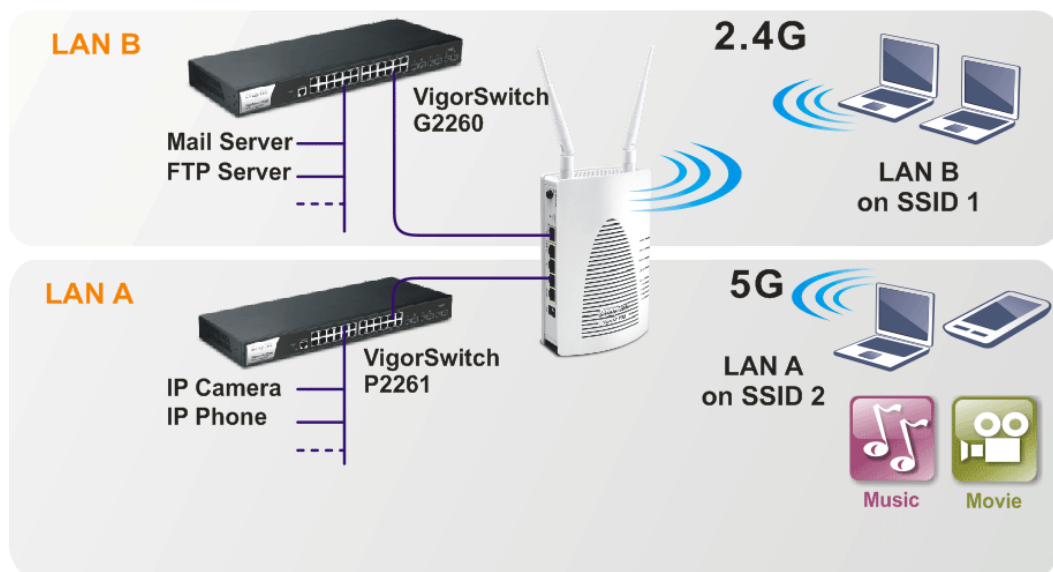 LAN B
VigorSwitch
G2260
Mail Server
FTP Server
2.4G
LAN B
on SSID 1
LAN A
VigorSwitch
P2261
IP Camera
IP Phone
5G
LAN A
on SSID 2
Music
Movie